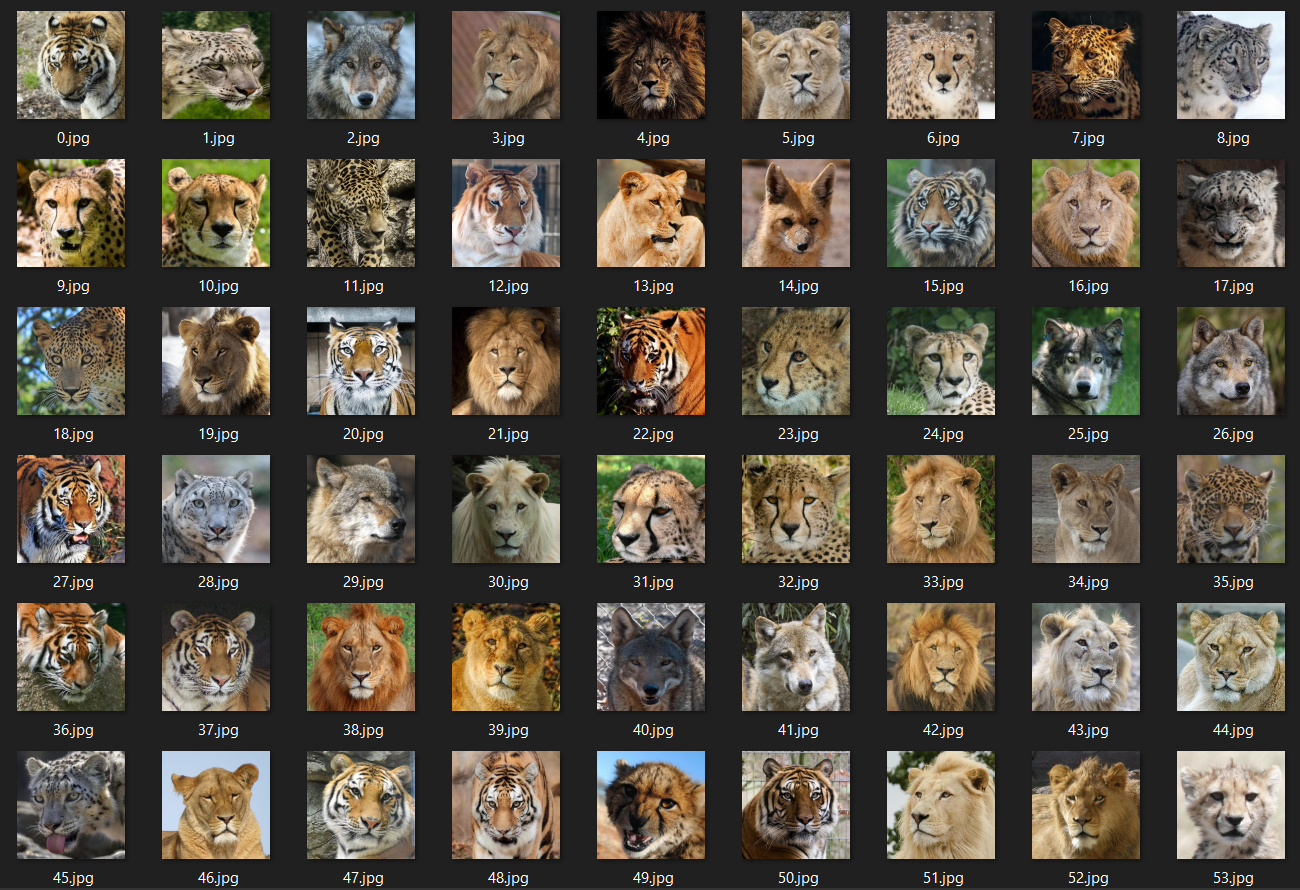 0.jpg 1.jpg 2.jpg 3.jpg 4.jpg 5.jpg 6.jpg 7.jpg 8.jpg
9.jpg 10.jpg 11.jpg 12.jpg 13.jpg 14.jpg 15.jpg 16.jpg 17.jpg
18.jpg 19.jpg 20.jpg 21.jpg 22.jpg 23.jpg 24.jpg 25.jpg 26.jpg
27.jpg 28.jpg 29.jpg 30.jpg 31.jpg 32.jpg 33.jpg 34.jpg 35.jpg
36.jpg 37.jpg 38.jpg 39.jpg 40.jpg 41.jpg 42.jpg 43.jpg 44.jpg
45.jpg 46.jpg 47.jpg 48.jpg 49.jpg 50.jpg 51.jpg 52.jpg 53.jpg